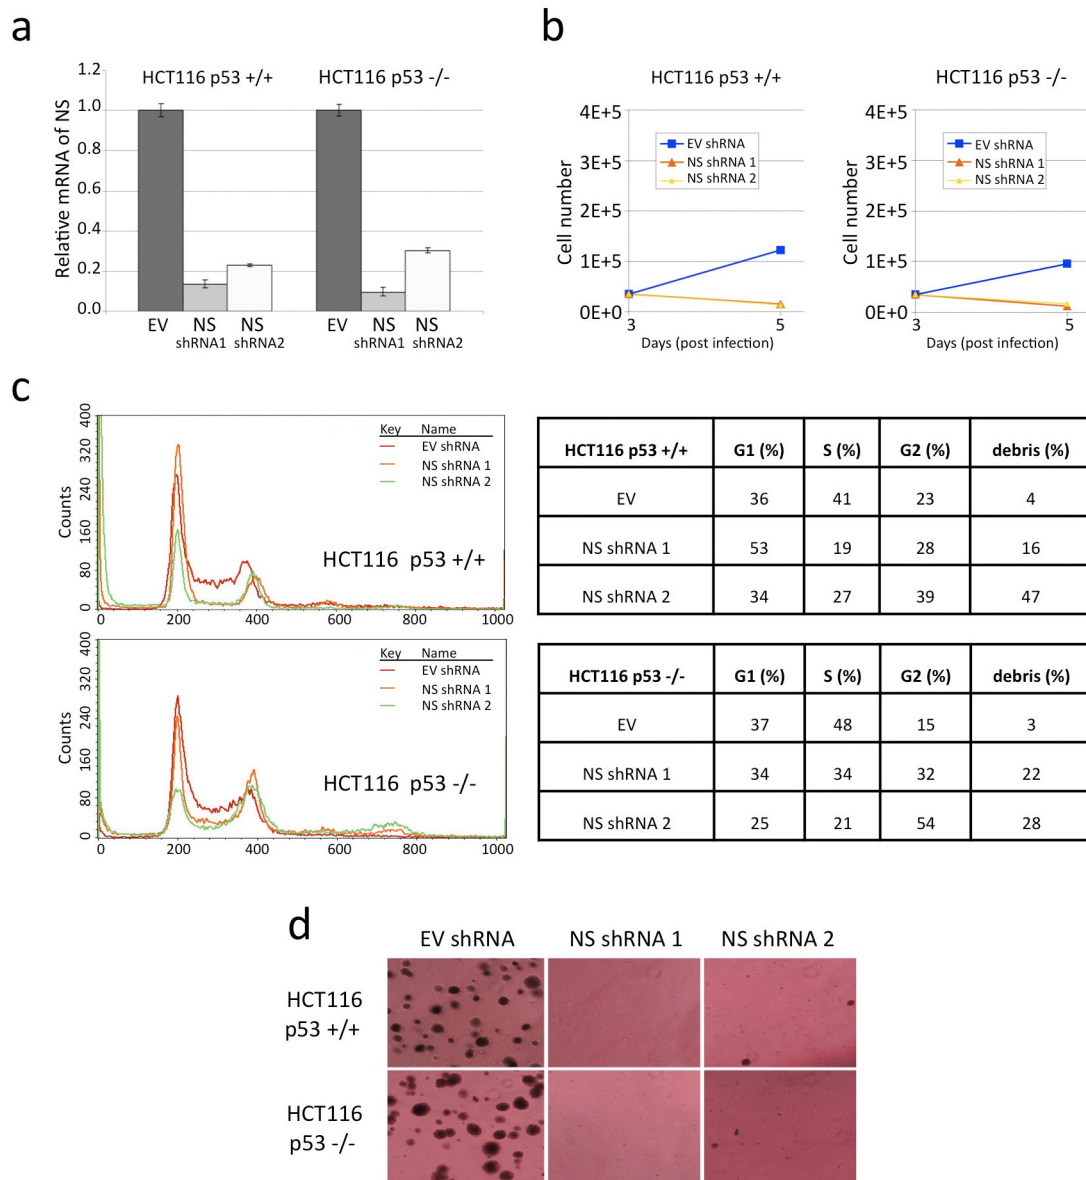 a
HCT116 p53 +/+
HCT116 p53 -/-
Relative mRNA of NS
1.2
1.0
0.8
0.6
0.4
0.2
0.0
EV
NS
shRNA1
NS
shRNA2
EV
NS
shRNA1
NS
shRNA2
b
HCT116 p53 +/+
Cell number
4E+5
3E+5
2E+5
1E+5
0E+0
EV shRNA
NS shRNA 1
NS shRNA 2
3
5
Days (post infection)
HCT116 p53 -/-
Cell number
4E+5
3E+5
2E+5
1E+5
0E+0
EV shRNA
NS shRNA 1
NS shRNA 2
3
5
Days (post infection)
c
Counts
400
320
240
160
80
0
Key Name
EV shRNA
NS shRNA 1
NS shRNA 2
HCT116 p53 +/+
0 200 400 600 800 1000
Counts
400
320
240
160
80
0
Key Name
EV shRNA
NS shRNA 1
NS shRNA 2
HCT116 p53 -/-
0 200 400 600 800 1000
HCT116 p53 +/+ G1 (%) S (%) G2 (%) debris (%)
EV 36 41 23 4
NS shRNA 1 53 19 28 16
NS shRNA 2 34 27 39 47
HCT116 p53 -/- G1 (%) S (%) G2 (%) debris (%)
EV 37 48 15 3
NS shRNA 1 34 34 32 22
NS shRNA 2 25 21 54 28
d
EV shRNA NS shRNA 1 NS shRNA 2
HCT116
p53 +/+
HCT116
p53 -/-